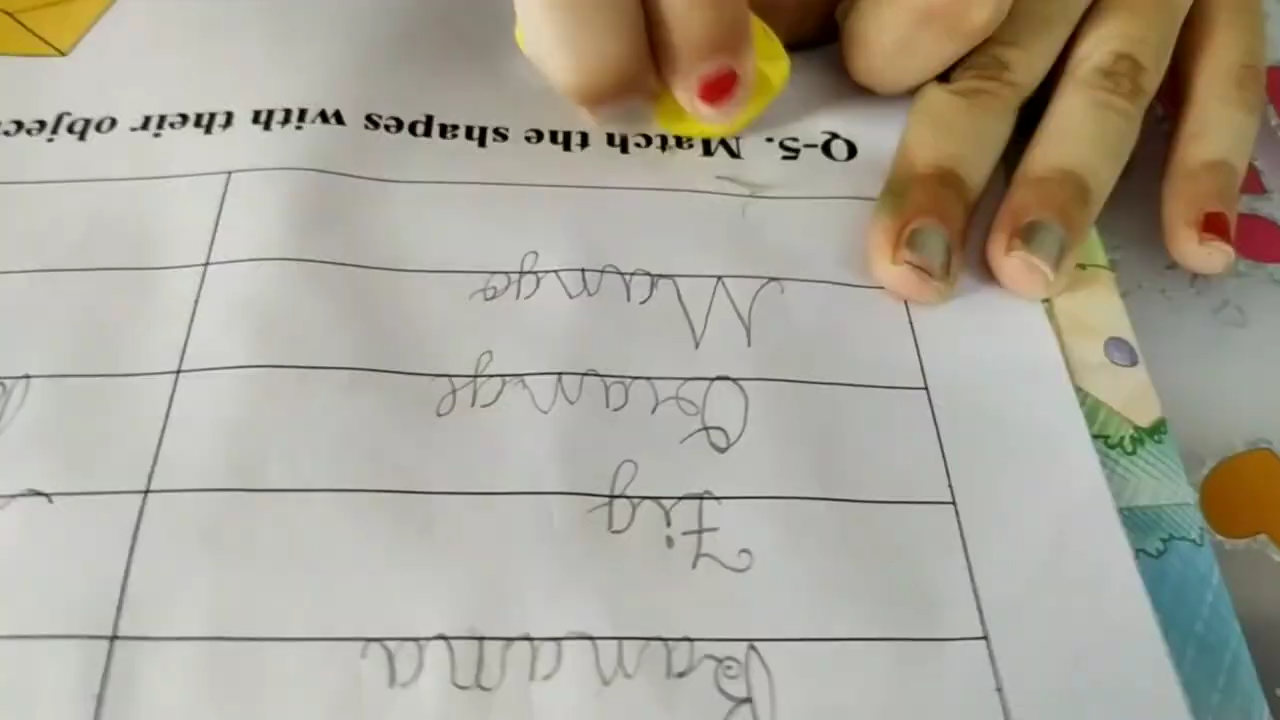 Banana
Fig
Orange
Mango
Q-5. Match the shapes with their objec